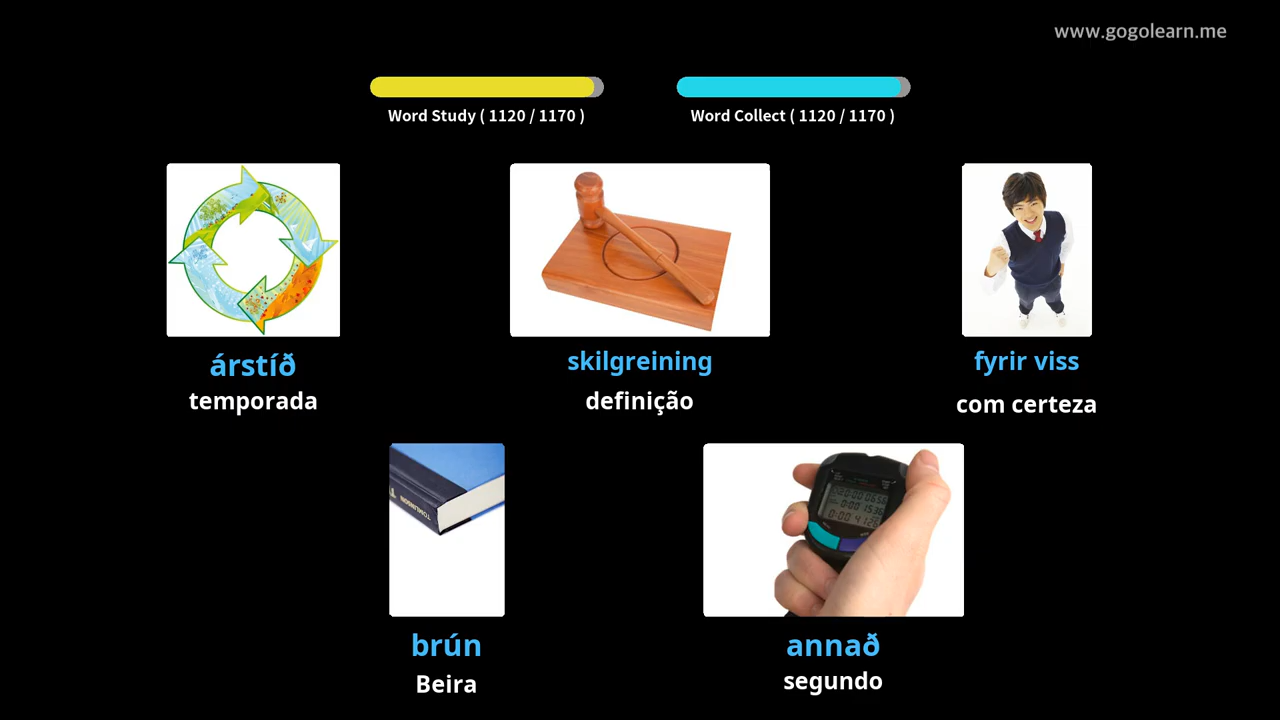 www.gogolearn.me
Word Study ( 1120 / 1170 )
Word Collect ( 1120 / 1170 )
árstíð
temporada
skilgreining
definição
fyrir viss
com certeza
TOMLINSON
brún
Beira
annað
segundo